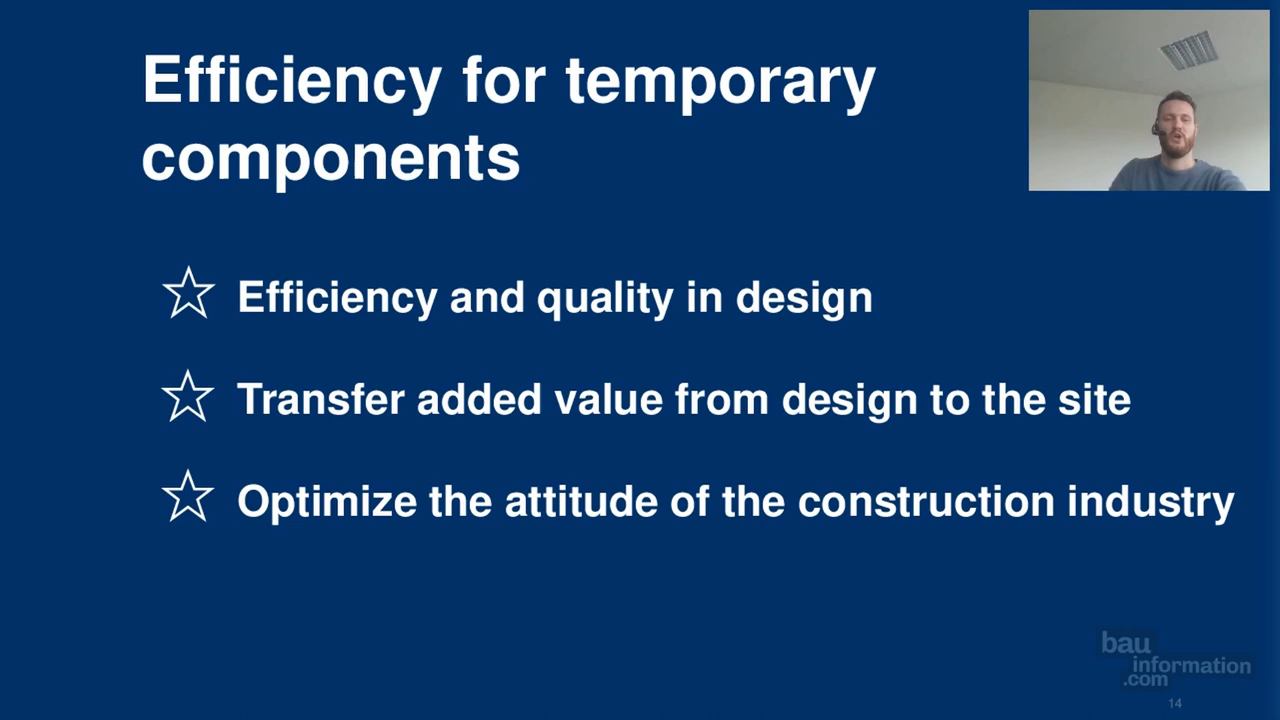 Efficiency for temporary
components
Efficiency and quality in design
Transfer added value from design to the site
Optimize the attitude of the construction industry
bau
information
.com
14